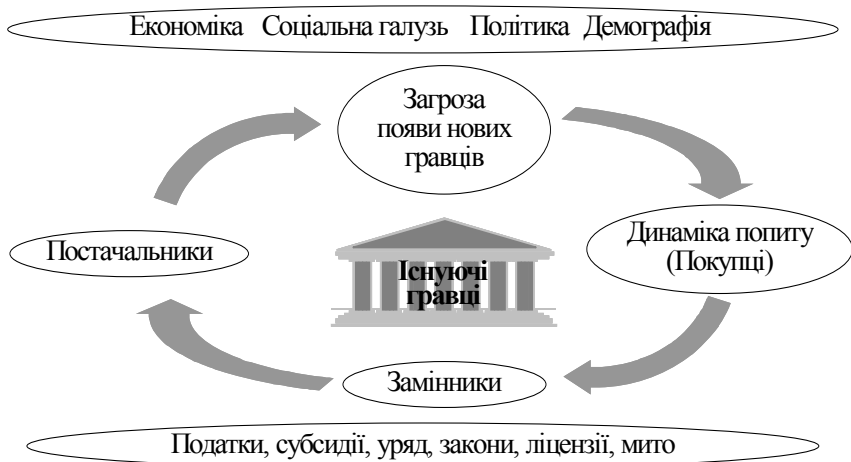 Економіка Соціальна галузь Політика Демографія
Загроза
появи нових
гравців
Постачальники
Динаміка попиту
(Покупці)
Існуючі
гравці
Замінники
Податки, субсидії, уряд, закони, ліцензії, мито